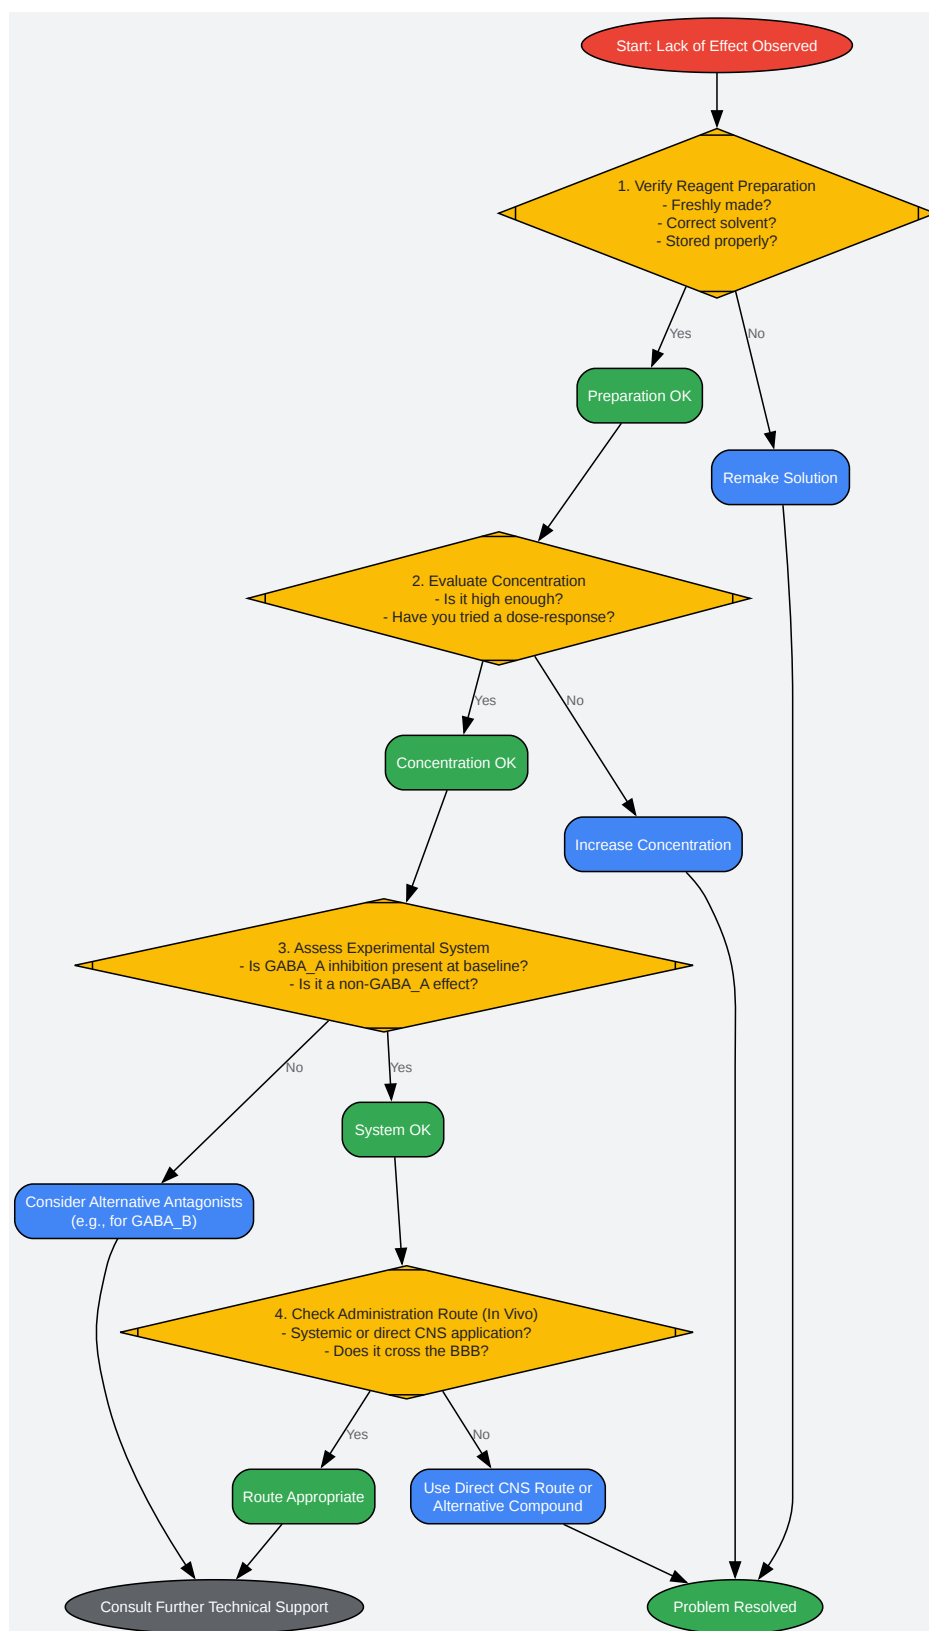 Start: Lack of Effect Observed
1. Verify Reagent Preparation
- Freshly made?
- Correct solvent?
- Stored properly?
Yes
No
Preparation OK
Remake Solution
2. Evaluate Concentration
- Is it high enough?
- Have you tried a dose-response?
Yes
No
Concentration OK
Increase Concentration
3. Assess Experimental System
- Is GABA_A inhibition present at baseline?
- Is it a non-GABA_A effect?
No
Yes
System OK
Consider Alternative Antagonists
(e.g., for GABA_B)
4. Check Administration Route (In Vivo)
- Systemic or direct CNS application?
- Does it cross the BBB?
Yes
No
Route Appropriate
Use Direct CNS Route or
Alternative Compound
Consult Further Technical Support
Problem Resolved